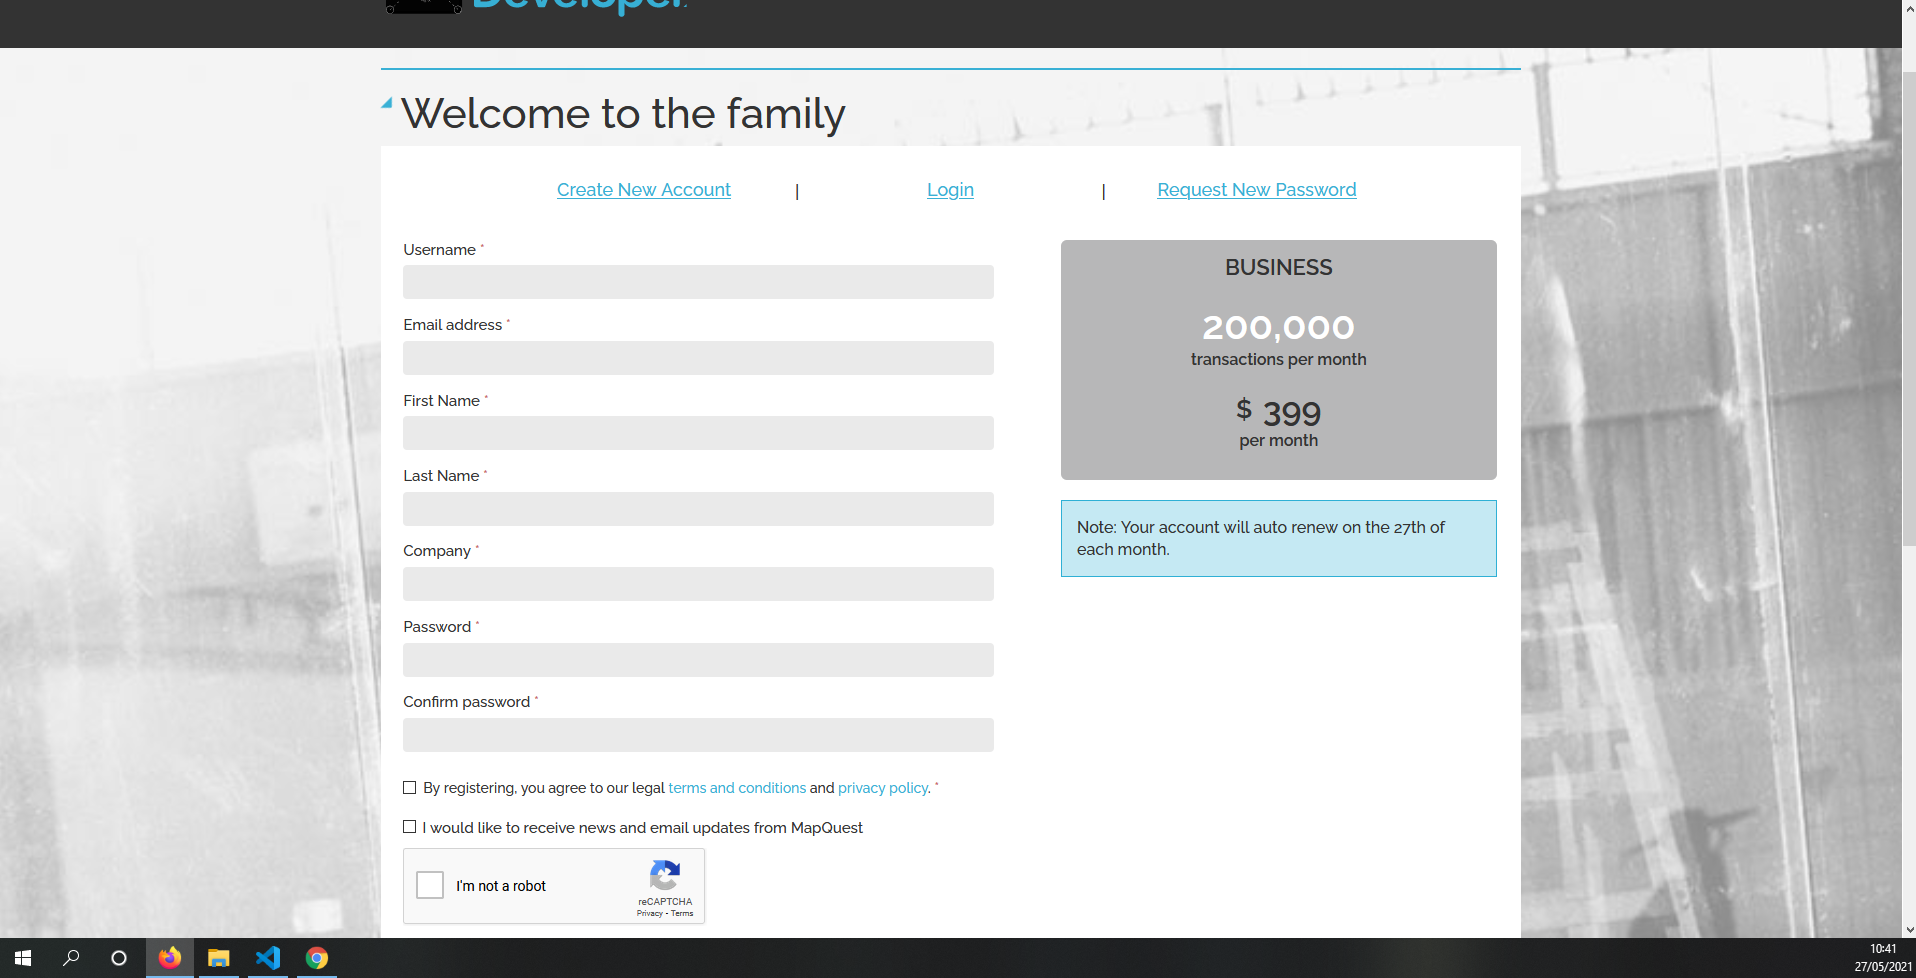 Developer.
Welcome to the family
Create New Account | Login | Request New Password
Username *
Email address *
First Name *
Last Name *
Company *
Password *
Confirm password *
By registering, you agree to our legal terms and conditions and privacy policy. *
I would like to receive news and email updates from MapQuest
I'm not a robot
reCAPTCHA
Privacy - Terms
BUSINESS
200,000
transactions per month
$ 399
per month
Note: Your account will auto renew on the 27th of
each month.
10:41
27/05/2021